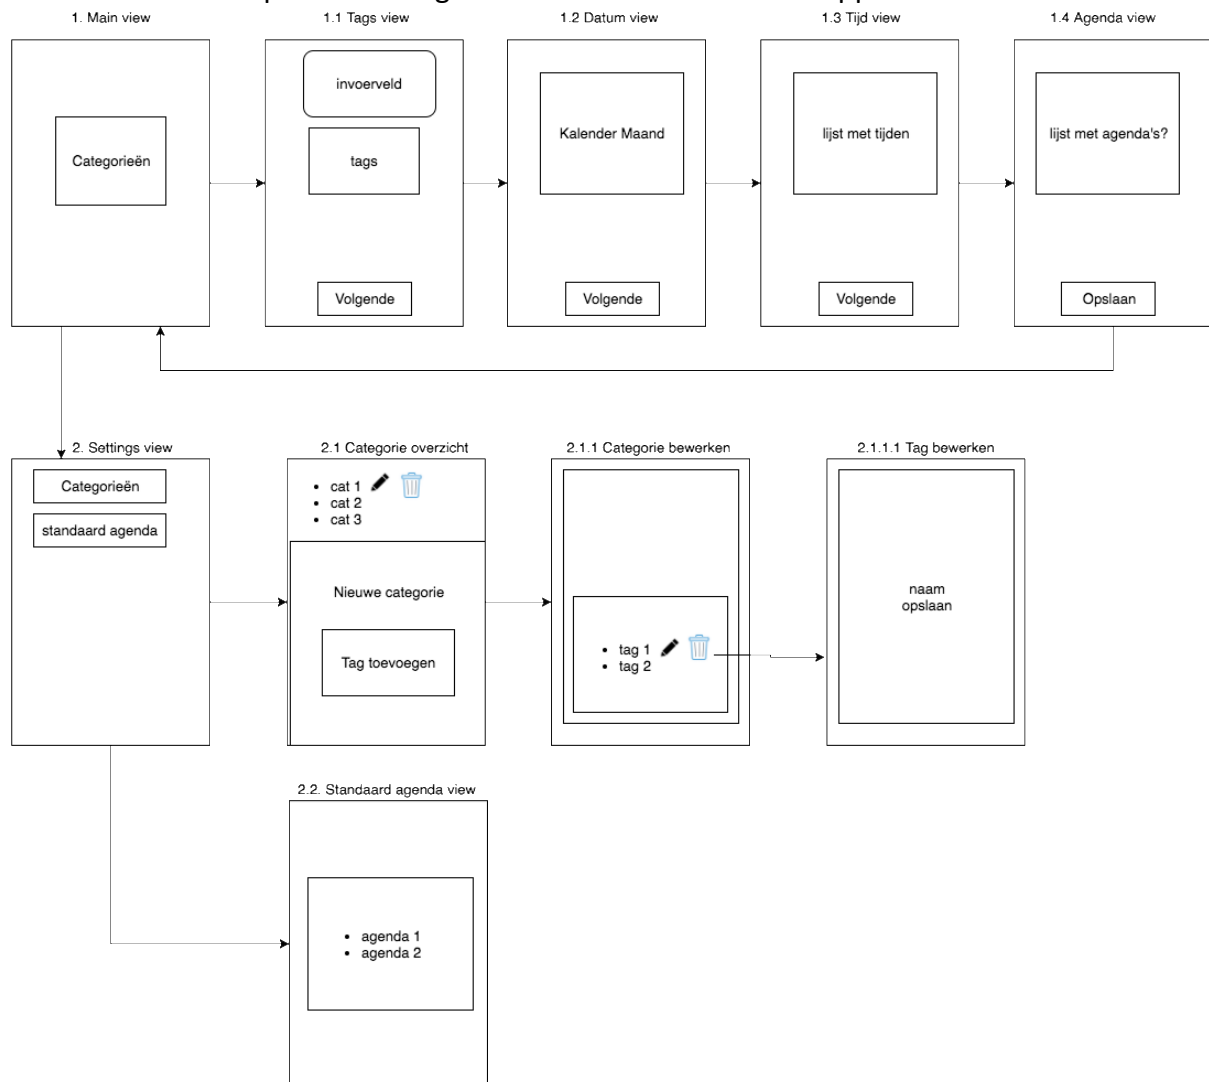 1. Main view
1.1 Tags view
1.2 Datum view
1.3 Tijd view
1.4 Agenda view
Categorieën
invoerveld
tags
Volgende
Kalender Maand
Volgende
lijst met tijden
Volgende
lijst met agenda's?
Opslaan
2. Settings view
Categorieën
standaard agenda
2.1 Categorie overzicht
cat 1
cat 2
cat 3
Nieuwe categorie
Tag toevoegen
2.1.1 Categorie bewerken
tag 1
tag 2
2.1.1.1 Tag bewerken
naam
opslaan
2.2. Standaard agenda view
agenda 1
agenda 2